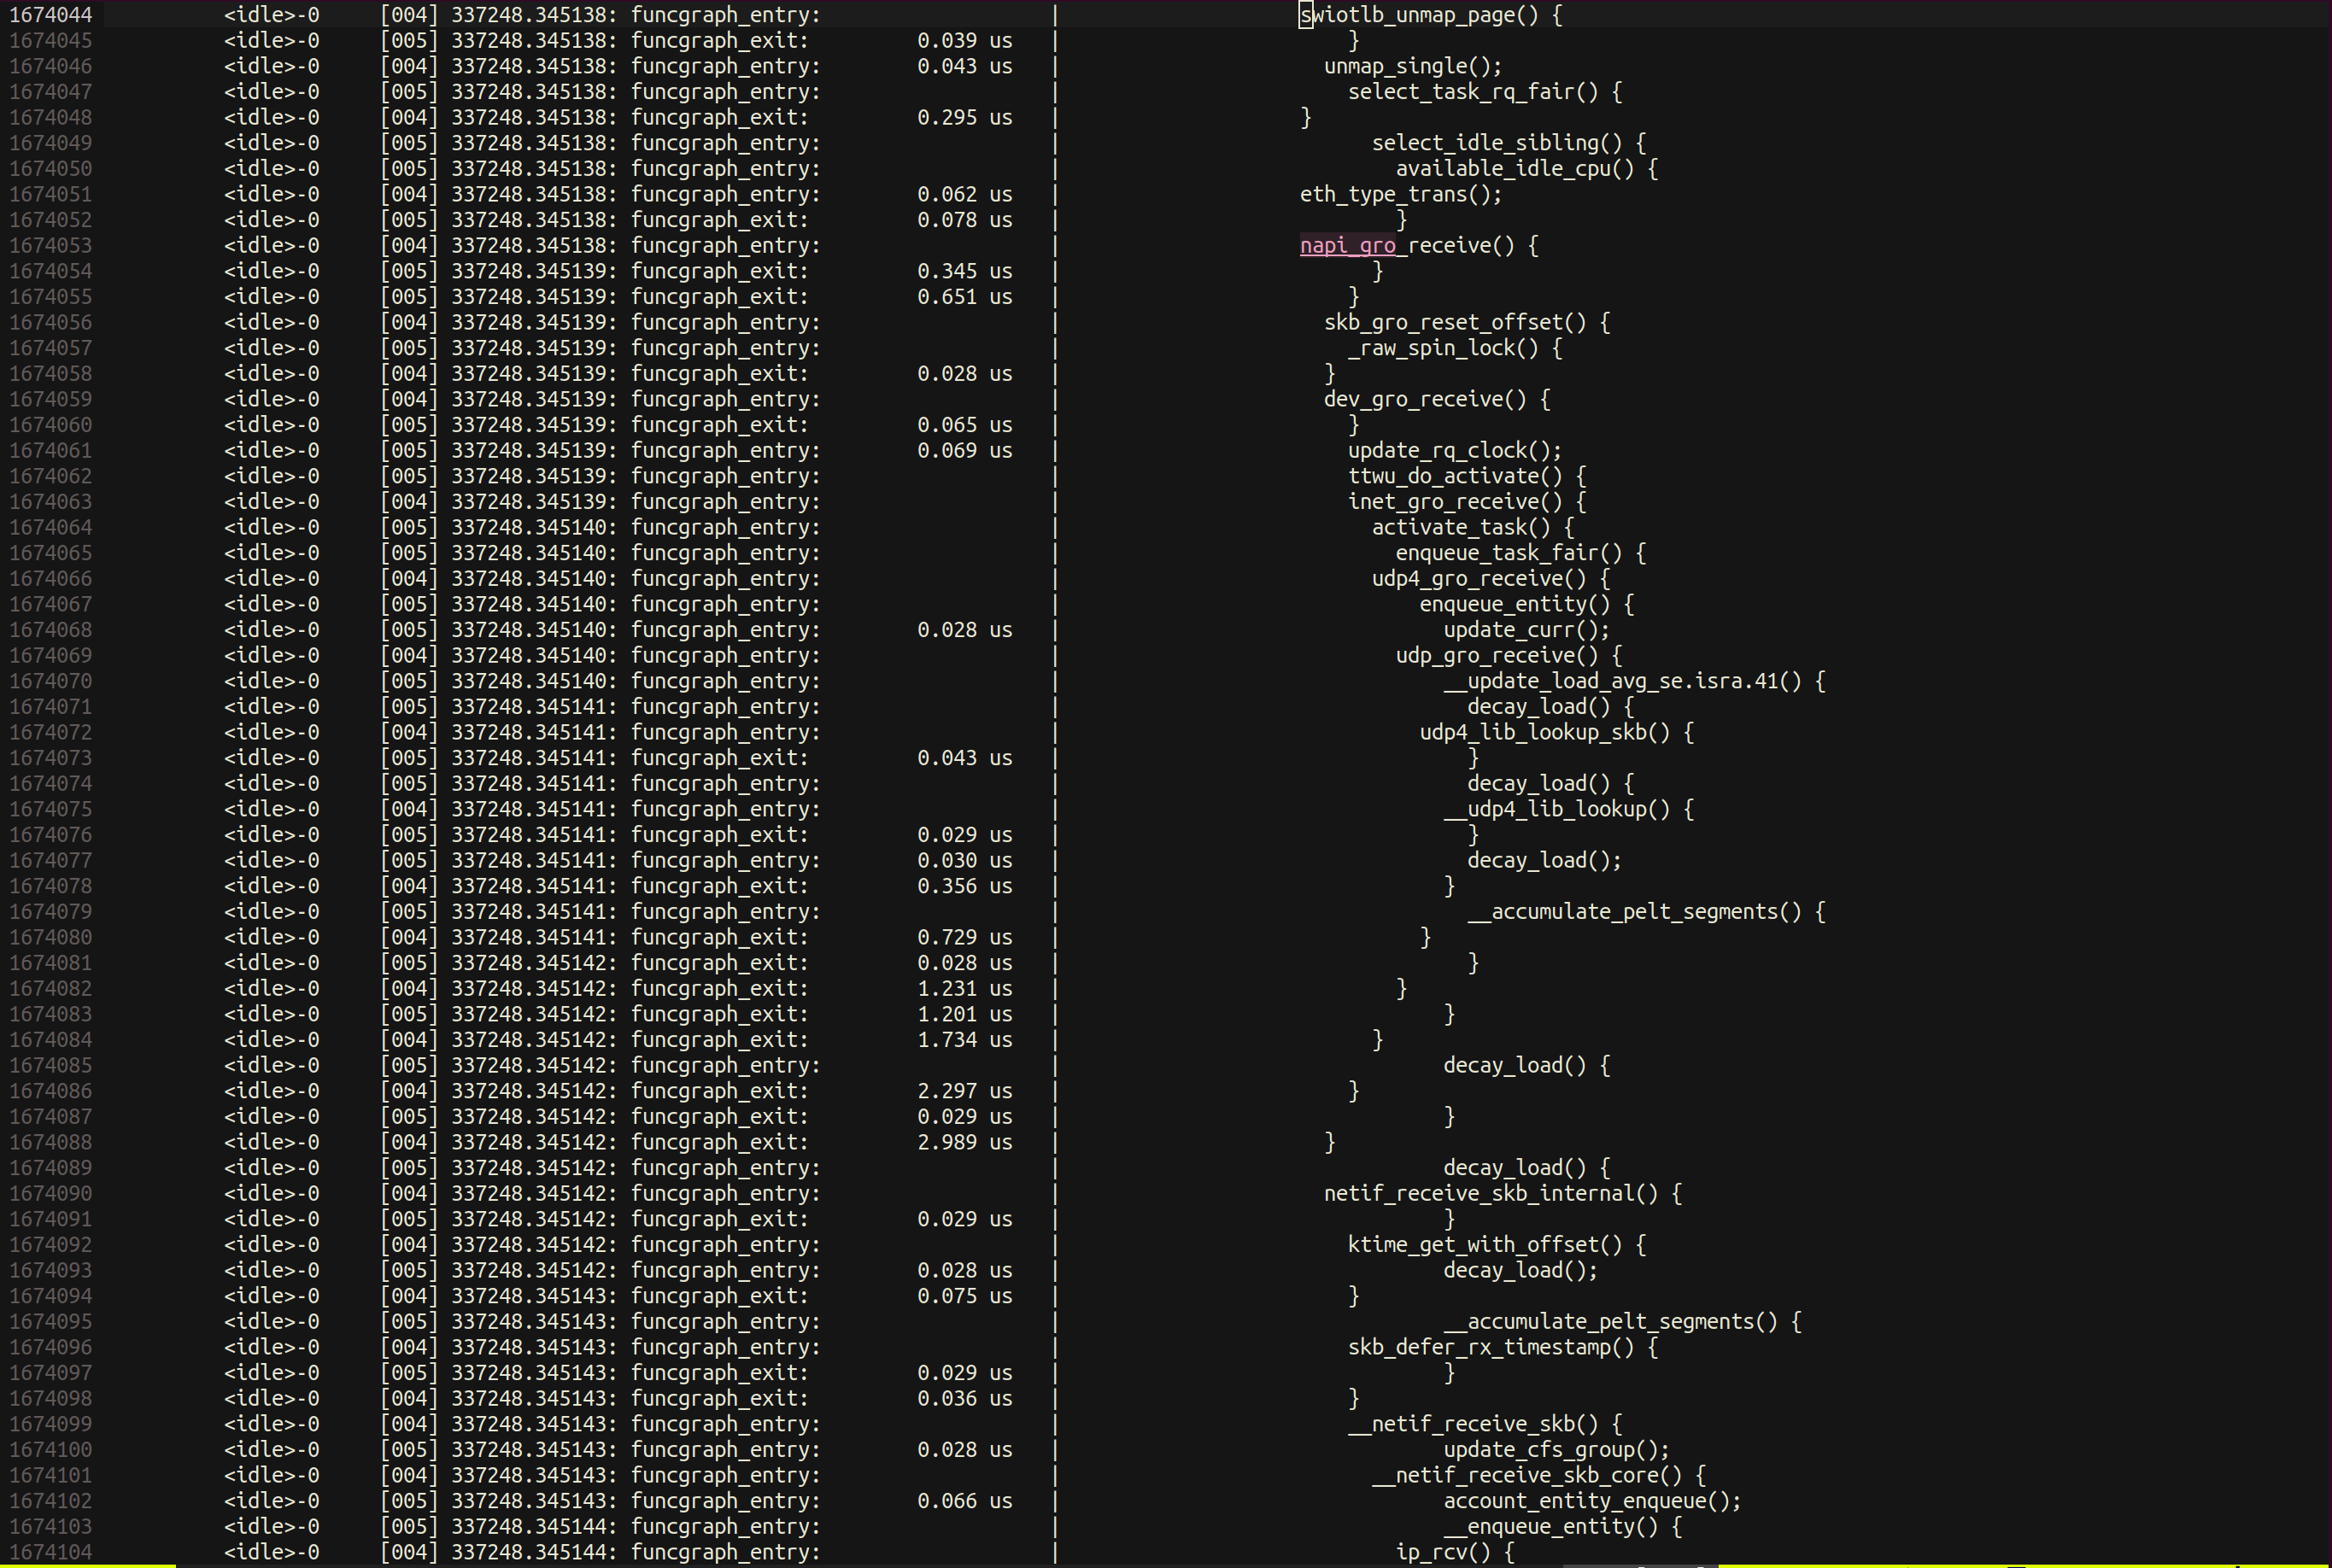 1674044 <idle>-0 [004] 337248.345138: funcgraph_entry: | swiotlb_unmap_page() {
1674045 <idle>-0 [005] 337248.345138: funcgraph_exit: 0.039 us | }
1674046 <idle>-0 [004] 337248.345138: funcgraph_entry: 0.043 us | unmap_single();
1674047 <idle>-0 [005] 337248.345138: funcgraph_entry: | select_task_rq_fair() {
1674048 <idle>-0 [004] 337248.345138: funcgraph_exit: 0.295 us | }
1674049 <idle>-0 [005] 337248.345138: funcgraph_entry: | select_idle_sibling() {
1674050 <idle>-0 [005] 337248.345138: funcgraph_entry: | available_idle_cpu() {
1674051 <idle>-0 [004] 337248.345138: funcgraph_entry: 0.062 us | eth_type_trans();
1674052 <idle>-0 [005] 337248.345138: funcgraph_exit: 0.078 us | }
1674053 <idle>-0 [004] 337248.345138: funcgraph_entry: | napi_gro_receive() {
1674054 <idle>-0 [005] 337248.345139: funcgraph_exit: 0.345 us | }
1674055 <idle>-0 [005] 337248.345139: funcgraph_exit: 0.651 us | }
1674056 <idle>-0 [004] 337248.345139: funcgraph_entry: | skb_gro_reset_offset() {
1674057 <idle>-0 [005] 337248.345139: funcgraph_entry: | _raw_spin_lock() {
1674058 <idle>-0 [004] 337248.345139: funcgraph_exit: 0.028 us | }
1674059 <idle>-0 [004] 337248.345139: funcgraph_entry: | dev_gro_receive() {
1674060 <idle>-0 [005] 337248.345139: funcgraph_exit: 0.065 us | }
1674061 <idle>-0 [005] 337248.345139: funcgraph_entry: 0.069 us | update_rq_clock();
1674062 <idle>-0 [005] 337248.345139: funcgraph_entry: | ttwu_do_activate() {
1674063 <idle>-0 [004] 337248.345139: funcgraph_entry: | inet_gro_receive() {
1674064 <idle>-0 [005] 337248.345140: funcgraph_entry: | activate_task() {
1674065 <idle>-0 [005] 337248.345140: funcgraph_entry: | enqueue_task_fair() {
1674066 <idle>-0 [004] 337248.345140: funcgraph_entry: | udp4_gro_receive() {
1674067 <idle>-0 [005] 337248.345140: funcgraph_entry: | enqueue_entity() {
1674068 <idle>-0 [005] 337248.345140: funcgraph_entry: 0.028 us | update_curr();
1674069 <idle>-0 [004] 337248.345140: funcgraph_entry: | udp_gro_receive() {
1674070 <idle>-0 [005] 337248.345140: funcgraph_entry: | __update_load_avg_se.isra.41() {
1674071 <idle>-0 [005] 337248.345141: funcgraph_entry: | decay_load() {
1674072 <idle>-0 [004] 337248.345141: funcgraph_entry: | udp4_lib_lookup_skb() {
1674073 <idle>-0 [005] 337248.345141: funcgraph_exit: 0.043 us | }
1674074 <idle>-0 [005] 337248.345141: funcgraph_entry: | decay_load() {
1674075 <idle>-0 [004] 337248.345141: funcgraph_entry: | __udp4_lib_lookup() {
1674076 <idle>-0 [005] 337248.345141: funcgraph_exit: 0.029 us | }
1674077 <idle>-0 [005] 337248.345141: funcgraph_entry: 0.030 us | decay_load();
1674078 <idle>-0 [004] 337248.345141: funcgraph_exit: 0.356 us | }
1674079 <idle>-0 [005] 337248.345141: funcgraph_entry: | __accumulate_pelt_segments() {
1674080 <idle>-0 [004] 337248.345141: funcgraph_exit: 0.729 us | }
1674081 <idle>-0 [005] 337248.345142: funcgraph_exit: 0.028 us | }
1674082 <idle>-0 [004] 337248.345142: funcgraph_exit: 1.231 us | }
1674083 <idle>-0 [005] 337248.345142: funcgraph_exit: 1.201 us | }
1674084 <idle>-0 [004] 337248.345142: funcgraph_exit: 1.734 us | }
1674085 <idle>-0 [005] 337248.345142: funcgraph_entry: | decay_load() {
1674086 <idle>-0 [004] 337248.345142: funcgraph_exit: 2.297 us | }
1674087 <idle>-0 [005] 337248.345142: funcgraph_exit: 0.029 us | }
1674088 <idle>-0 [004] 337248.345142: funcgraph_exit: 2.989 us | }
1674089 <idle>-0 [005] 337248.345142: funcgraph_entry: | decay_load() {
1674090 <idle>-0 [004] 337248.345142: funcgraph_entry: | netif_receive_skb_internal() {
1674091 <idle>-0 [005] 337248.345142: funcgraph_exit: 0.029 us | }
1674092 <idle>-0 [004] 337248.345142: funcgraph_entry: | ktime_get_with_offset() {
1674093 <idle>-0 [005] 337248.345142: funcgraph_entry: 0.028 us | decay_load();
1674094 <idle>-0 [004] 337248.345143: funcgraph_exit: 0.075 us | }
1674095 <idle>-0 [005] 337248.345143: funcgraph_entry: | __accumulate_pelt_segments() {
1674096 <idle>-0 [004] 337248.345143: funcgraph_entry: | skb_defer_rx_timestamp() {
1674097 <idle>-0 [005] 337248.345143: funcgraph_exit: 0.029 us | }
1674098 <idle>-0 [004] 337248.345143: funcgraph_exit: 0.036 us | }
1674099 <idle>-0 [004] 337248.345143: funcgraph_entry: | __netif_receive_skb() {
1674100 <idle>-0 [005] 337248.345143: funcgraph_entry: 0.028 us | update_cfs_group();
1674101 <idle>-0 [004] 337248.345143: funcgraph_entry: | __netif_receive_skb_core() {
1674102 <idle>-0 [005] 337248.345143: funcgraph_entry: 0.066 us | account_entity_enqueue();
1674103 <idle>-0 [005] 337248.345144: funcgraph_entry: | __enqueue_entity() {
1674104 <idle>-0 [004] 337248.345144: funcgraph_entry: | ip_rcv() {